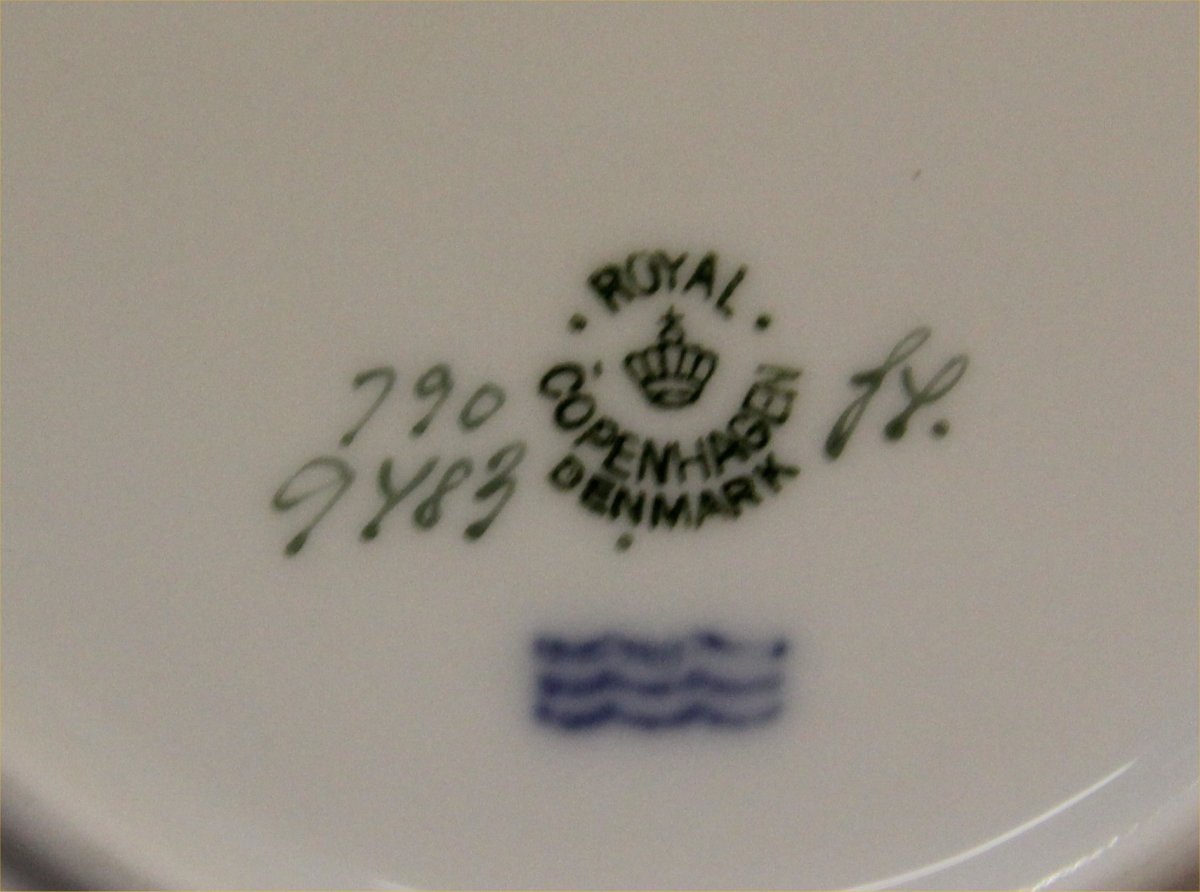 ROYAL
COPENHAGEN
DENMARK
790
9483